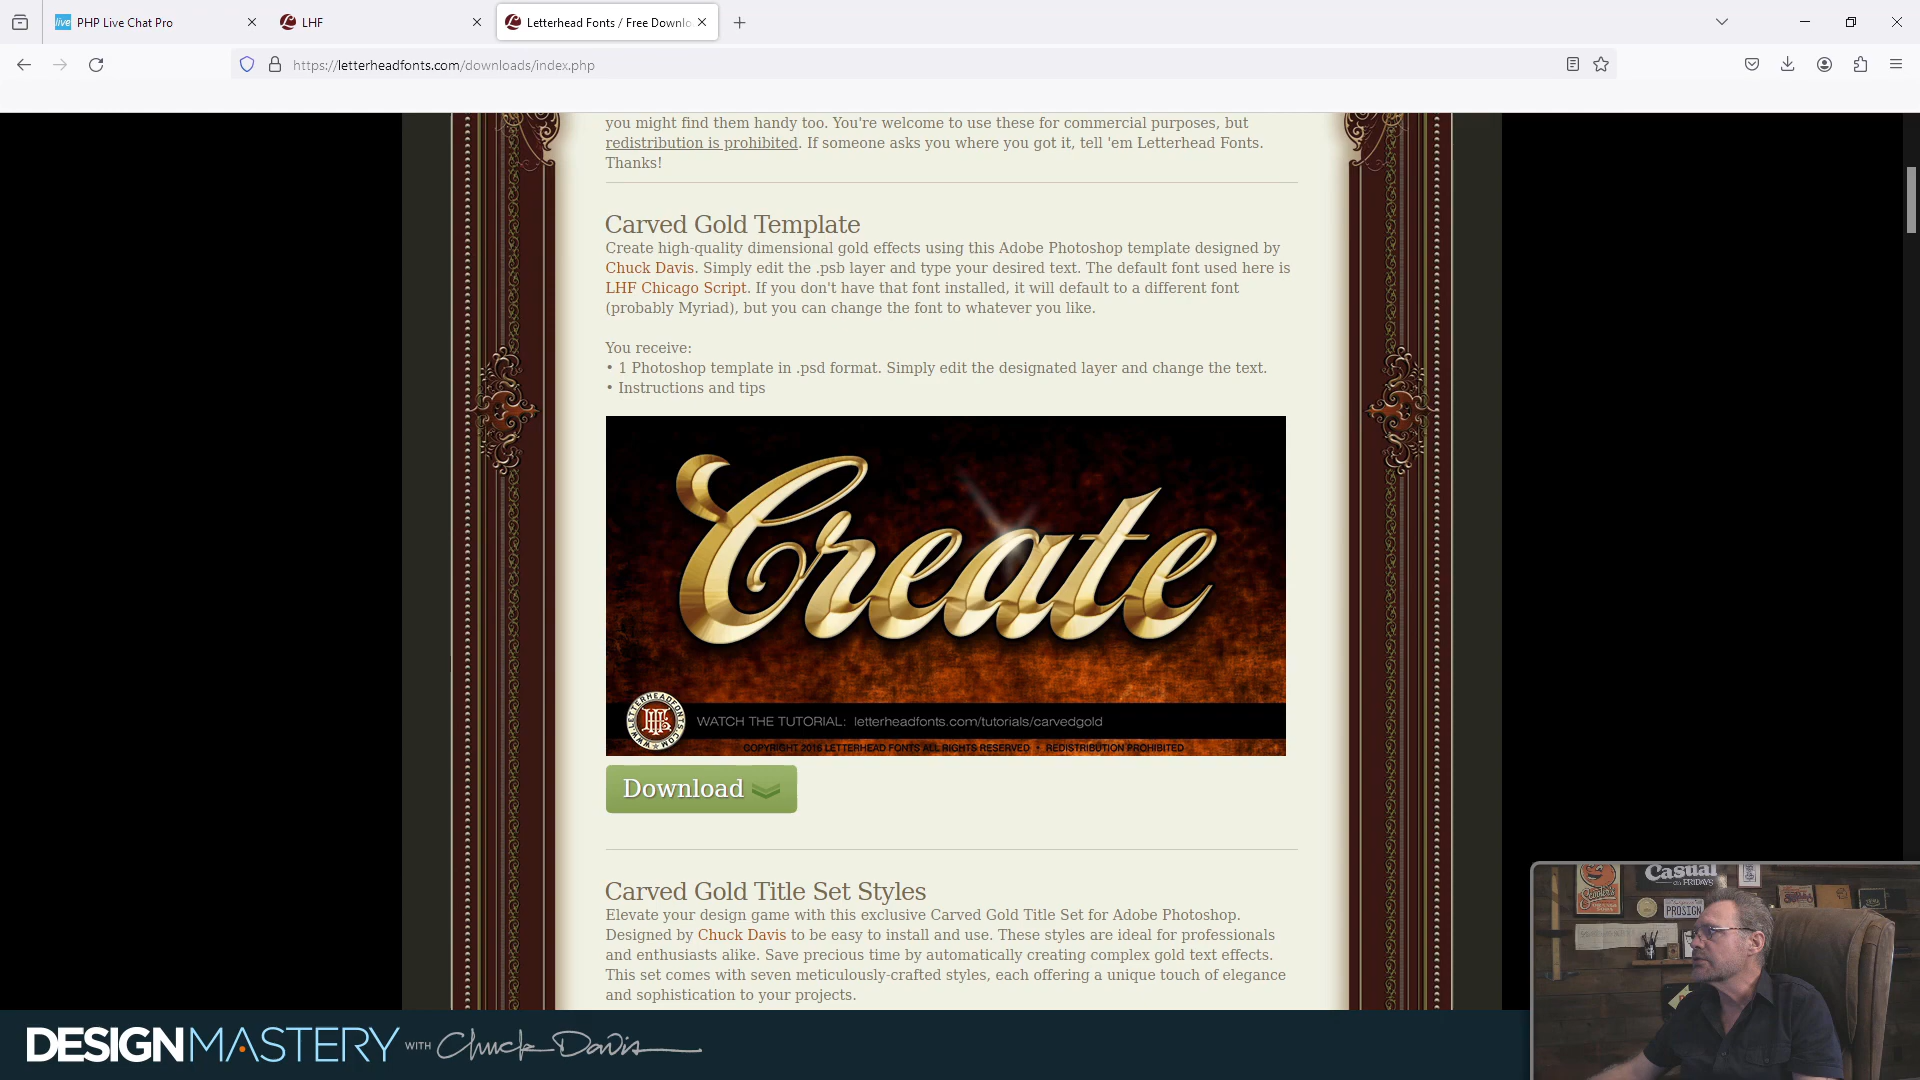 PHP Live Chat Pro
LHF
Letterhead Fonts / Free Downlo
https://letterheadfonts.com/downloads/index.php
you might find them handy too. You're welcome to use these for commercial purposes, but
redistribution is prohibited. If someone asks you where you got it, tell 'em Letterhead Fonts.
Thanks!
Carved Gold Template
Create high-quality dimensional gold effects using this Adobe Photoshop template designed by
Chuck Davis. Simply edit the .psb layer and type your desired text. The default font used here is
LHF Chicago Script. If you don't have that font installed, it will default to a different font
(probably Myriad), but you can change the font to whatever you like.
You receive:
• 1 Photoshop template in .psd format. Simply edit the designated layer and change the text.
• Instructions and tips
Create
WATCH THE TUTORIAL: letterheadfonts.com/tutorials/carvedgold
COPYRIGHT 2016 LETTERHEAD FONTS ALL RIGHTS RESERVED • REDISTRIBUTION PROHIBITED
Download
Carved Gold Title Set Styles
Elevate your design game with this exclusive Carved Gold Title Set for Adobe Photoshop.
Designed by Chuck Davis to be easy to install and use. These styles are ideal for professionals
and enthusiasts alike. Save precious time by automatically creating complex gold text effects.
This set comes with seven meticulously-crafted styles, each offering a unique touch of elegance
and sophistication to your projects.
Casual
FRIDAYS
PROSIGN
DESIGNMASTERY WITH Chuck Davis